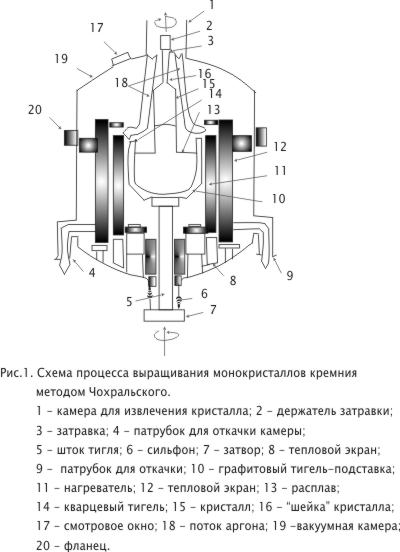 1
2
3
17
19
18
16
15
14
13
20
12
11
10
4
5
6
7
8
9
Рис.1. Схема процесса выращивания монокристаллов кремния
методом Чохральского.
1 – камера для извлечения кристалла; 2 – держатель затравки;
3 – затравка; 4 – патрубок для откачки камеры;
5 – шток тигля; 6 – сильфон; 7 – затвор; 8 – тепловой экран;
9 – патрубок для откачки; 10 – графитовый тигель–подставка;
11 – нагреватель; 12 – тепловой экран; 13 – расплав;
14 – кварцевый тигель; 15 – кристалл; 16 – "шейка" кристалла;
17 – смотровое окно; 18 – поток аргона; 19 –вакуумная камера;
20 – фланец.